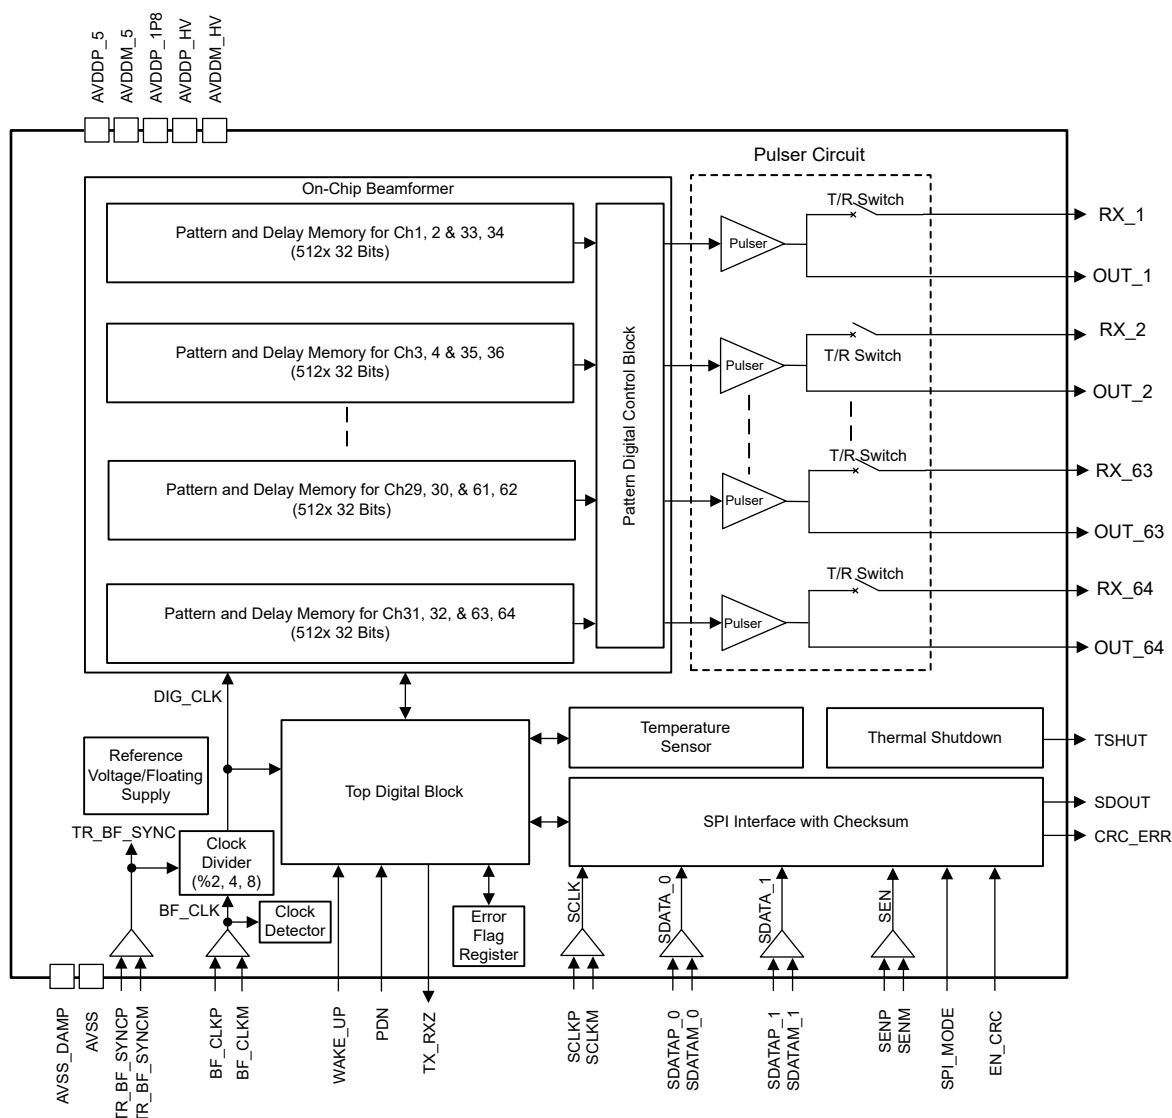 AVDDP_5
AVDDM_5
AVDDP_1P8
AVDDP_HV
AVDDM_HV
Pulser Circuit
On-Chip Beamformer
Pattern and Delay Memory for Ch1, 2 & 33, 34
(512x 32 Bits)
Pattern and Delay Memory for Ch3, 4 & 35, 36
(512x 32 Bits)
Pattern and Delay Memory for Ch29, 30, & 61, 62
(512x 32 Bits)
Pattern and Delay Memory for Ch31, 32, & 63, 64
(512x 32 Bits)
Pattern Digital Control Block
Pulser
T/R Switch
RX_1
OUT_1
Pulser
T/R Switch
RX_2
OUT_2
Pulser
T/R Switch
RX_63
OUT_63
Pulser
T/R Switch
RX_64
OUT_64
DIG_CLK
Reference
Voltage/Floating
Supply
Top Digital Block
Temperature
Sensor
Thermal Shutdown
TSHUT
SPI Interface with Checksum
SDOUT
CRC_ERR
TR_BF_SYNC
Clock
Divider
(%2, 4, 8)
BF_CLK
Clock
Detector
Error
Flag
Register
SCLK
SDATA_0
SDATA_1
SEN
AVSS_DAMP
AVSS
TR_BF_SYNCP
TR_BF_SYNCM
BF_CLKP
BF_CLKM
WAKE_UP
PDN
TX_RXZ
SCLKP
SCLKM
SDATAP_0
SDATAM_0
SDATAP_1
SDATAM_1
SENP
SENM
SPI_MODE
EN_CRC